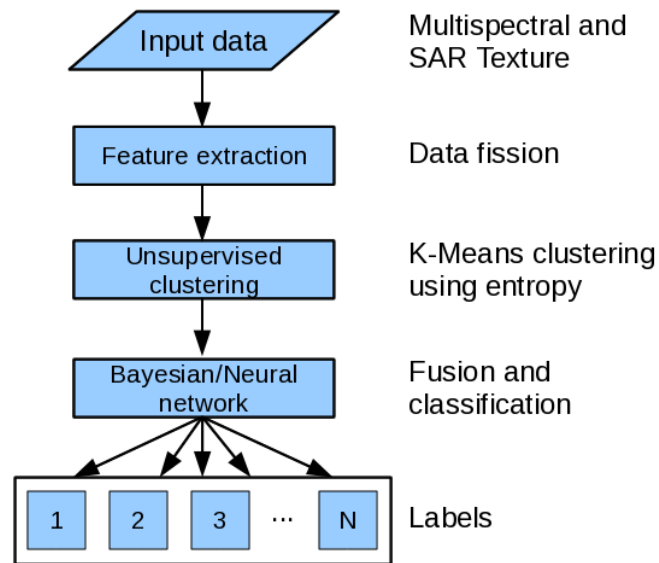 Input data
Multispectral and
SAR Texture
Feature extraction
Data fission
Unsupervised
clustering
K-Means clustering
using entropy
Bayesian/Neural
network
Fusion and
classification
1 2 3 ... N
Labels